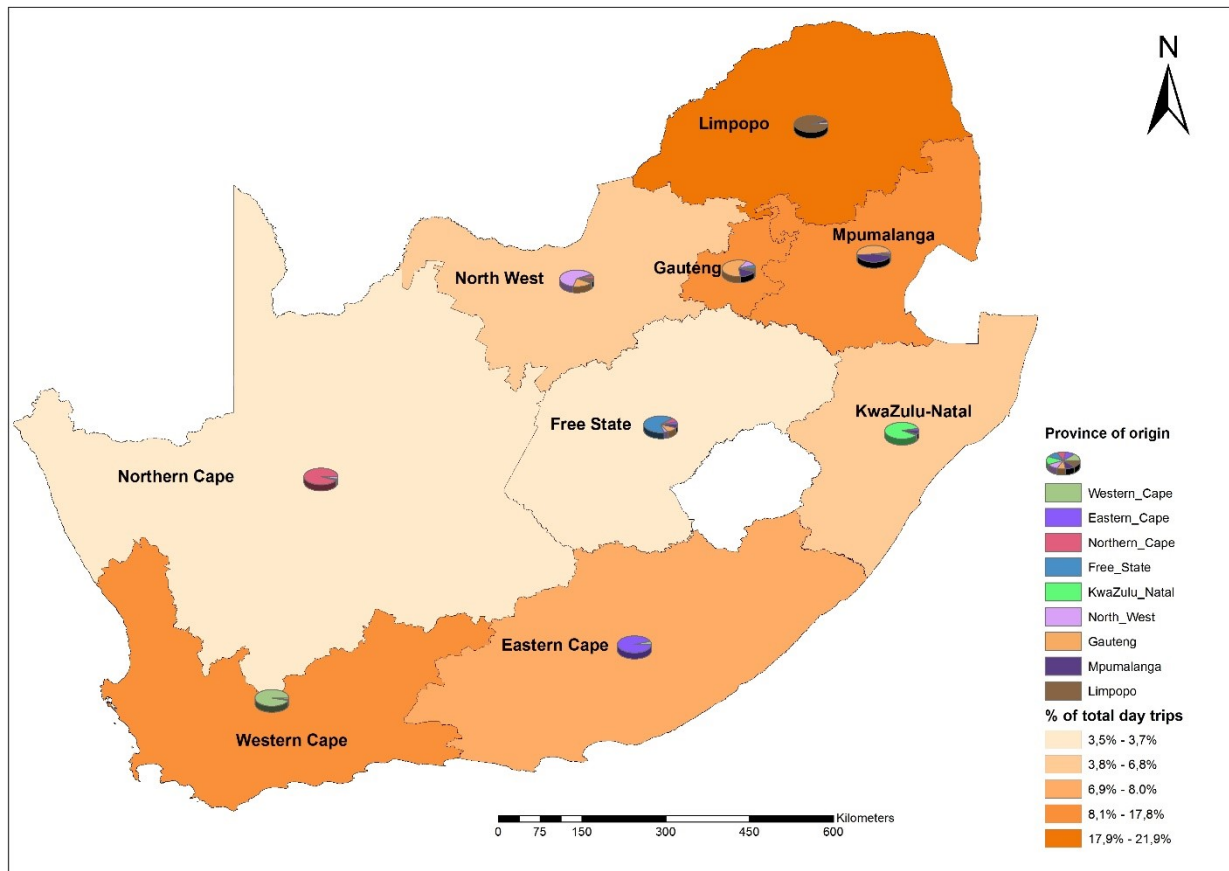 N
Limpopo
Mpumalanga
Gauteng
North West
KwaZulu-Natal
Free State
Northern Cape
Eastern Cape
Western Cape
Province of origin
Western_Cape
Eastern_Cape
Northern_Cape
Free_State
KwaZulu_Natal
North_West
Gauteng
Mpumalanga
Limpopo
% of total day trips
3,5% - 3,7%
3,8% - 6,8%
6,9% - 8.0%
8,1% - 17,8%
17,9% - 21,9%
Kilometers
0 75 150 300 450 600